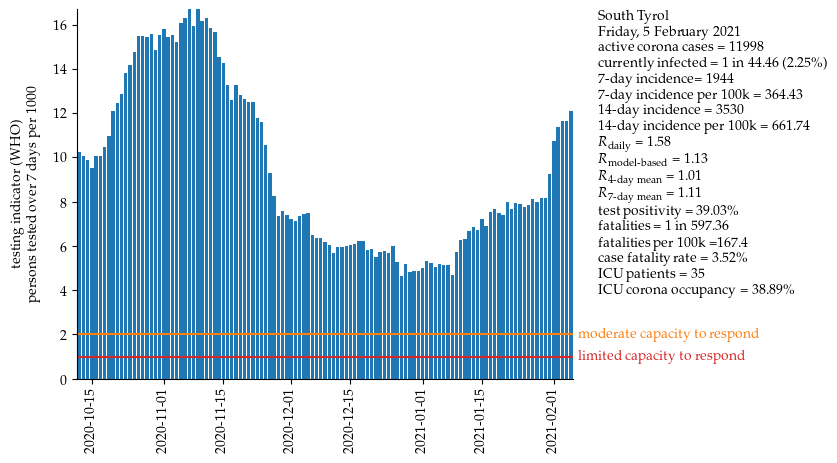 testing indicator (WHO)
persons tested over 7 days per 1000
16
14
12
10
8
6
4
2
0
2020-10-15
2020-11-01
2020-11-15
2020-12-01
2020-12-15
2021-01-01
2021-01-15
2021-02-01
South Tyrol
Friday, 5 February 2021
active corona cases = 11998
currently infected = 1 in 44.46 (2.25%)
7-day incidence= 1944
7-day incidence per 100k = 364.43
14-day incidence = 3530
14-day incidence per 100k = 661.74
R daily = 1.58
R model-based = 1.13
R 4-day mean = 1.01
R 7-day mean = 1.11
test positivity = 39.03%
fatalities = 1 in 597.36
fatalities per 100k =167.4
case fatality rate = 3.52%
ICU patients = 35
ICU corona occupancy = 38.89%
moderate capacity to respond
limited capacity to respond